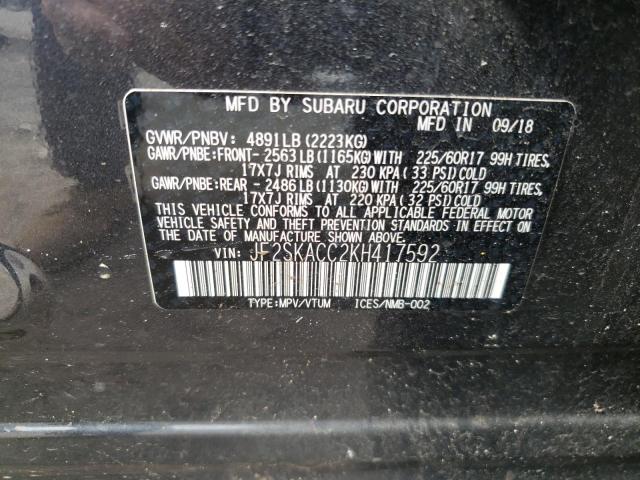 MFD BY SUBARU CORPORATION
MFD IN 09/18
GVWR/PNBV: 4891LB(2223KG)
GAWR/PNBE:FRONT-2563LB(1165KG)WITH 225/60R17 99H TIRES,
17X7J RIMS AT 230 KPA(33 PSI)COLD
GAWR/PNBE:REAR -2486LB(1130KG)WITH 225/60R17 99H TIRES,
17X7J RIMS AT 220 KPA(32 PSI)COLD
THIS VEHICLE CONFORMS TO ALL APPLICABLE FEDERAL MOTOR
VEHICLE SAFETY AND THEFT PREVENTION STANDARDS IN EFFECT ON
THE DATE OF MANUFACTURE SHOWN ABOVE.
VIN: JF2SKACC2KH417592
TYPE:MPV/VTUM ICES/NMB-002